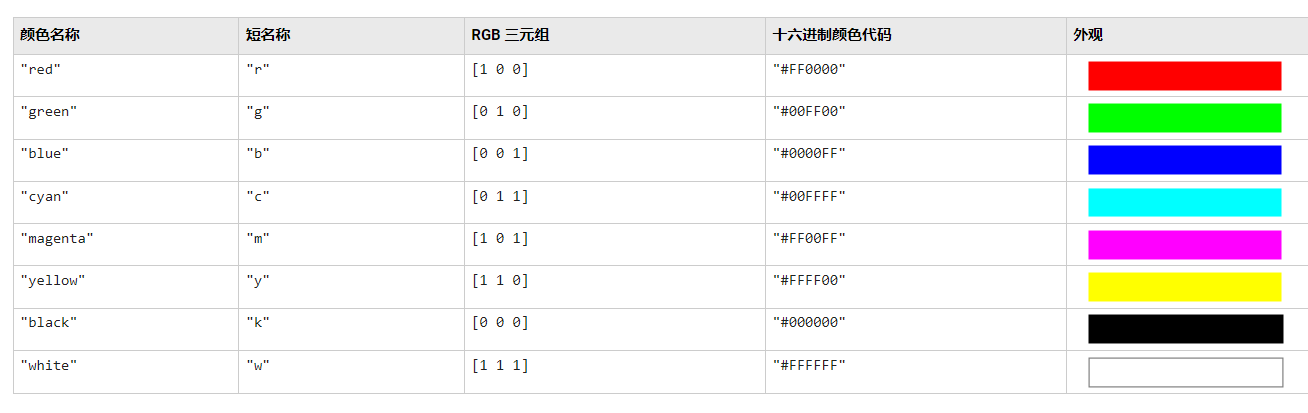 颜色名称 短名称 RGB 三元组 十六进制颜色代码 外观
"red" "r" [1 0 0] "#FF0000"
"green" "g" [0 1 0] "#00FF00"
"blue" "b" [0 0 1] "#0000FF"
"cyan" "c" [0 1 1] "#00FFFF"
"magenta" "m" [1 0 1] "#FF00FF"
"yellow" "y" [1 1 0] "#FFFF00"
"black" "k" [0 0 0] "#000000"
"white" "w" [1 1 1] "#FFFFFF"